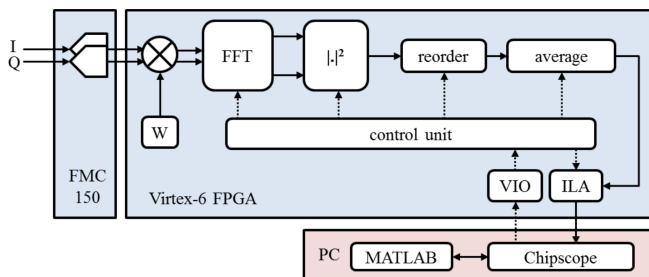 I
Q
FFT
|.|²
reorder
average
W
control unit
FMC
150
Virtex-6 FPGA
VIO
ILA
PC
MATLAB
Chipscope